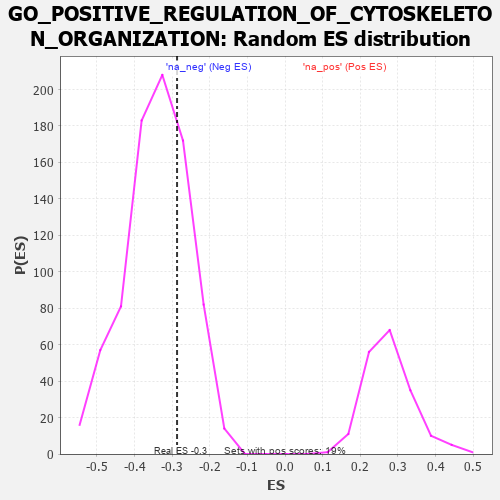 GO_POSITIVE_REGULATION_OF_CYTOSKELETO
N_ORGANIZATION: Random ES distribution
'na_neg' (Neg ES) 'na_pos' (Pos ES)
200
180
160
140
120
100
80
60
40
20
0
P(ES)
Real ES -0.3 Sets with pos scores: 19%
-0.5 -0.4 -0.3 -0.2 -0.1 0.0 0.1 0.2 0.3 0.4 0.5
ES